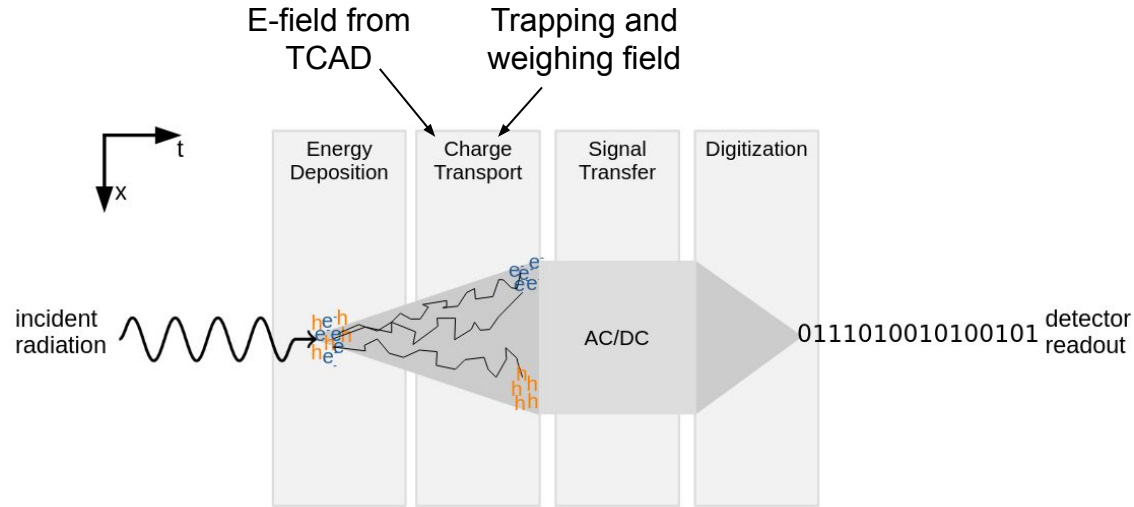 E-field from
TCAD
Trapping and
weighing field
t
x
Energy
Deposition
Charge
Transport
Signal
Transfer
Digitization
incident
radiation
h e- h
e- e- h
h
h e-
e- e-
e e-
e e-
h
h h
h h
AC/DC
0111010010100101
detector
readout